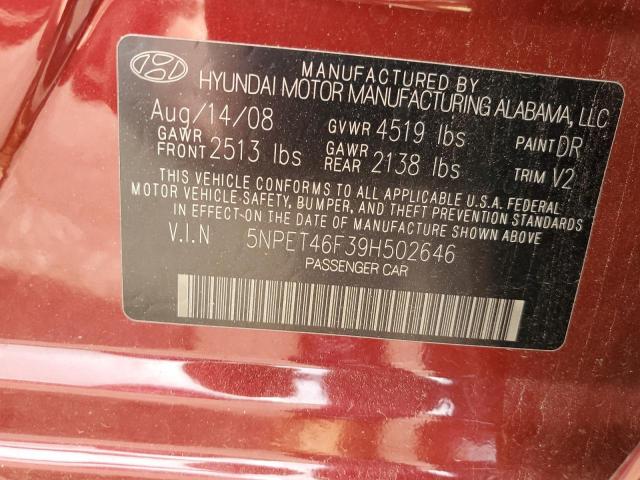 MANUFACTURED BY
HYUNDAI MOTOR MANUFACTURING ALABAMA, LLC
Aug/14/08 GVWR 4519 lbs PAINT DR
GAWR FRONT 2513 lbs GAWR REAR 2138 lbs TRIM V2
THIS VEHICLE CONFORMS TO ALL APPLICABLE U.S.A. FEDERAL
MOTOR VEHICLE SAFETY, BUMPER, AND THEFT PREVENTION STANDARDS
IN EFFECT ON THE DATE OF MANUFACTURE SHOWN ABOVE.
V.I.N 5NPET46F39H502646
PASSENGER CAR